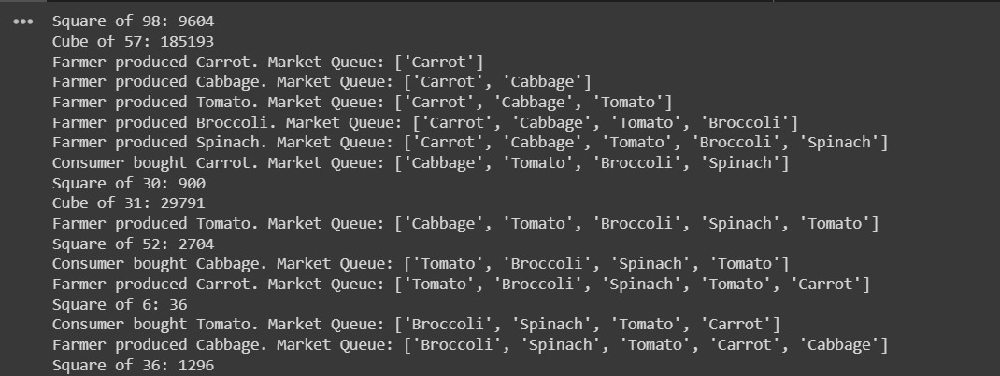 Square of 98: 9604
Cube of 57: 185193
Farmer produced Carrot. Market Queue: ['Carrot']
Farmer produced Cabbage. Market Queue: ['Carrot', 'Cabbage']
Farmer produced Tomato. Market Queue: ['Carrot', 'Cabbage', 'Tomato']
Farmer produced Broccoli. Market Queue: ['Carrot', 'Cabbage', 'Tomato', 'Broccoli']
Farmer produced Spinach. Market Queue: ['Carrot', 'Cabbage', 'Tomato', 'Broccoli', 'Spinach']
Consumer bought Carrot. Market Queue: ['Cabbage', 'Tomato', 'Broccoli', 'Spinach']
Square of 30: 900
Cube of 31: 29791
Farmer produced Tomato. Market Queue: ['Cabbage', 'Tomato', 'Broccoli', 'Spinach', 'Tomato']
Square of 52: 2704
Consumer bought Cabbage. Market Queue: ['Tomato', 'Broccoli', 'Spinach', 'Tomato']
Farmer produced Carrot. Market Queue: ['Tomato', 'Broccoli', 'Spinach', 'Tomato', 'Carrot']
Square of 6: 36
Consumer bought Tomato. Market Queue: ['Broccoli', 'Spinach', 'Tomato', 'Carrot']
Farmer produced Cabbage. Market Queue: ['Broccoli', 'Spinach', 'Tomato', 'Carrot', 'Cabbage']
Square of 36: 1296